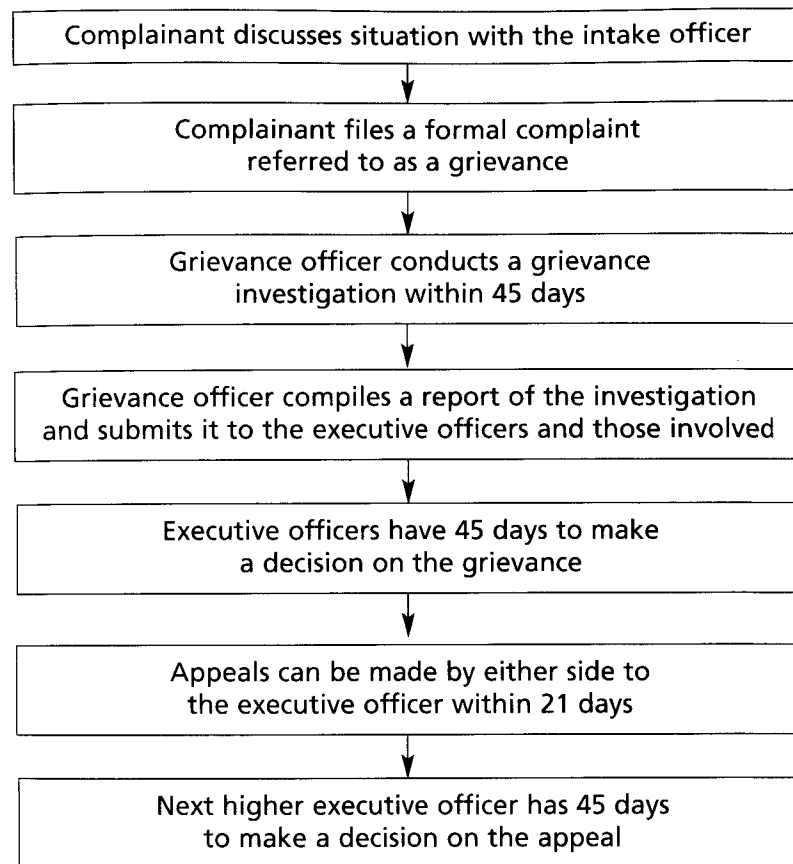 Complainant discusses situation with the intake officer
Complainant files a formal complaint
referred to as a grievance
Grievance officer conducts a grievance
investigation within 45 days
Grievance officer compiles a report of the investigation
and submits it to the executive officers and those involved
Executive officers have 45 days to make
a decision on the grievance
Appeals can be made by either side to
the executive officer within 21 days
Next higher executive officer has 45 days
to make a decision on the appeal